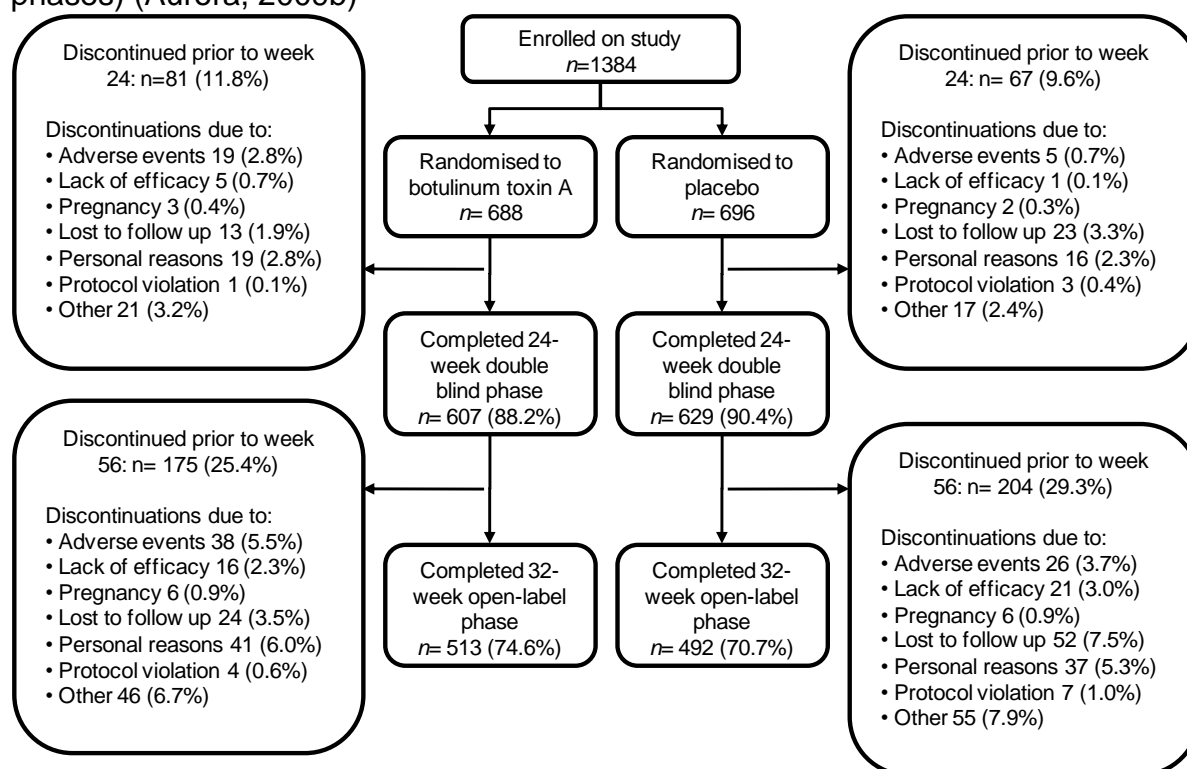 phases) (Aurora, 2009b)
Enrolled on study
n=1384
Discontinued prior to week
24: n=81 (11.8%)
Discontinuations due to:
• Adverse events 19 (2.8%)
• Lack of efficacy 5 (0.7%)
• Pregnancy 3 (0.4%)
• Lost to follow up 13 (1.9%)
• Personal reasons 19 (2.8%)
• Protocol violation 1 (0.1%)
• Other 21 (3.2%)
Randomised to
botulinum toxin A
n= 688
Randomised to
placebo
n= 696
Discontinued prior to week
24: n= 67 (9.6%)
Discontinuations due to:
• Adverse events 5 (0.7%)
• Lack of efficacy 1 (0.1%)
• Pregnancy 2 (0.3%)
• Lost to follow up 23 (3.3%)
• Personal reasons 16 (2.3%)
• Protocol violation 3 (0.4%)
• Other 17 (2.4%)
Completed 24-
week double
blind phase
n= 607 (88.2%)
Completed 24-
week double
blind phase
n= 629 (90.4%)
Discontinued prior to week
56: n= 175 (25.4%)
Discontinuations due to:
• Adverse events 38 (5.5%)
• Lack of efficacy 16 (2.3%)
• Pregnancy 6 (0.9%)
• Lost to follow up 24 (3.5%)
• Personal reasons 41 (6.0%)
• Protocol violation 4 (0.6%)
• Other 46 (6.7%)
Completed 32-
week open-label
phase
n= 513 (74.6%)
Completed 32-
week open-label
phase
n= 492 (70.7%)
Discontinued prior to week
56: n= 204 (29.3%)
Discontinuations due to:
• Adverse events 26 (3.7%)
• Lack of efficacy 21 (3.0%)
• Pregnancy 6 (0.9%)
• Lost to follow up 52 (7.5%)
• Personal reasons 37 (5.3%)
• Protocol violation 7 (1.0%)
• Other 55 (7.9%)